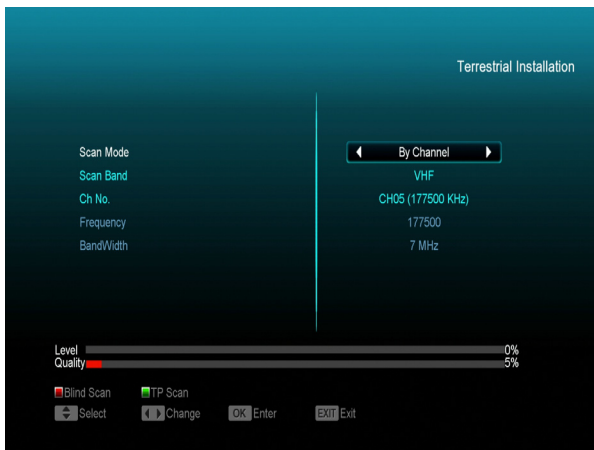 Terrestrial Installation
Scan Mode By Channel
Scan Band VHF
Ch No. CH05 (177500 KHz)
Frequency 177500
BandWidth 7 MHz
Level 0%
Quality 5%
Blind Scan TP Scan
Select Change OK Enter EXIT Exit